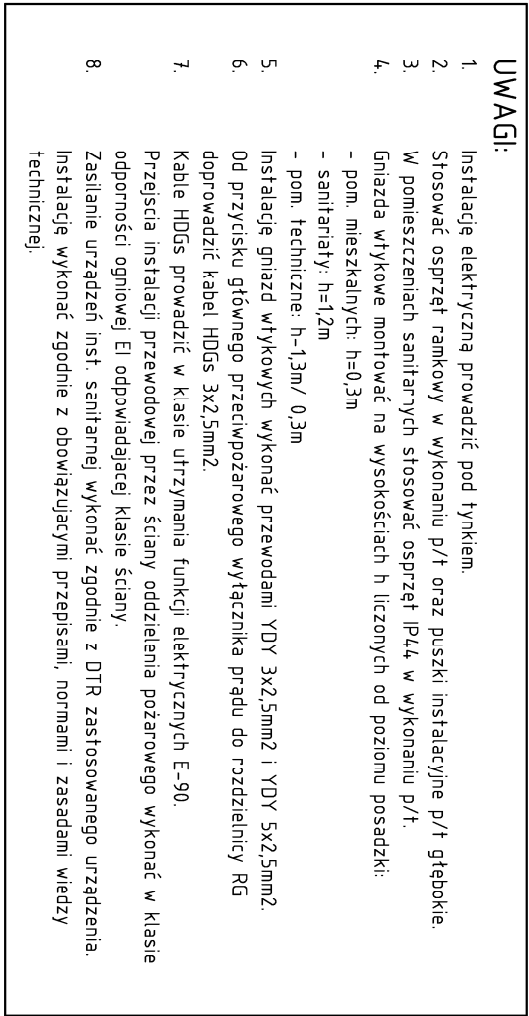 UWAGI:
1. Instalację elektryczną prowadzić pod tynkiem.
2. Stosować osprzęt ramkowy w wykonaniu p/t oraz puszki instalacyjne p/t głębokie.
3. W pomieszczeniach sanitarnych stosować osprzęt IP44 w wykonaniu p/t.
4. Gniazda wtykowe montować na wysokościach h liczonych od poziomu posadzki:
- pom. mieszkalnych: h=0,3m
- sanitariaty: h=1,2m
- pom. techniczne: h=1,3m/ 0,3m
5. Instalację gniazd wtykowych wykonać przewodami YDY 3x2,5mm2 i YDY 5x2,5mm2.
6. Od przycisku głównego przeciwpożarowego wyłącznika prądu do rozdzielnicy RG
doprowadzić kabel HDGs 3x2,5mm2.
7. Kable HDGs prowadzić w klasie utrzymania funkcji elektrycznych E-90.
Przejscia instalacji przewodowej przez ściany oddzielenia pożarowego wykonać w klasie
odporności ogniowej EI odpowiadajacej klasie ściany.
8. Zasilanie urządzeń inst. sanitarnej wykonać zgodnie z DTR zastosowanego urządzenia.
Instalację wykonać zgodnie z obowiązujacymi przepisami, normami i zasadami wiedzy
technicznej.